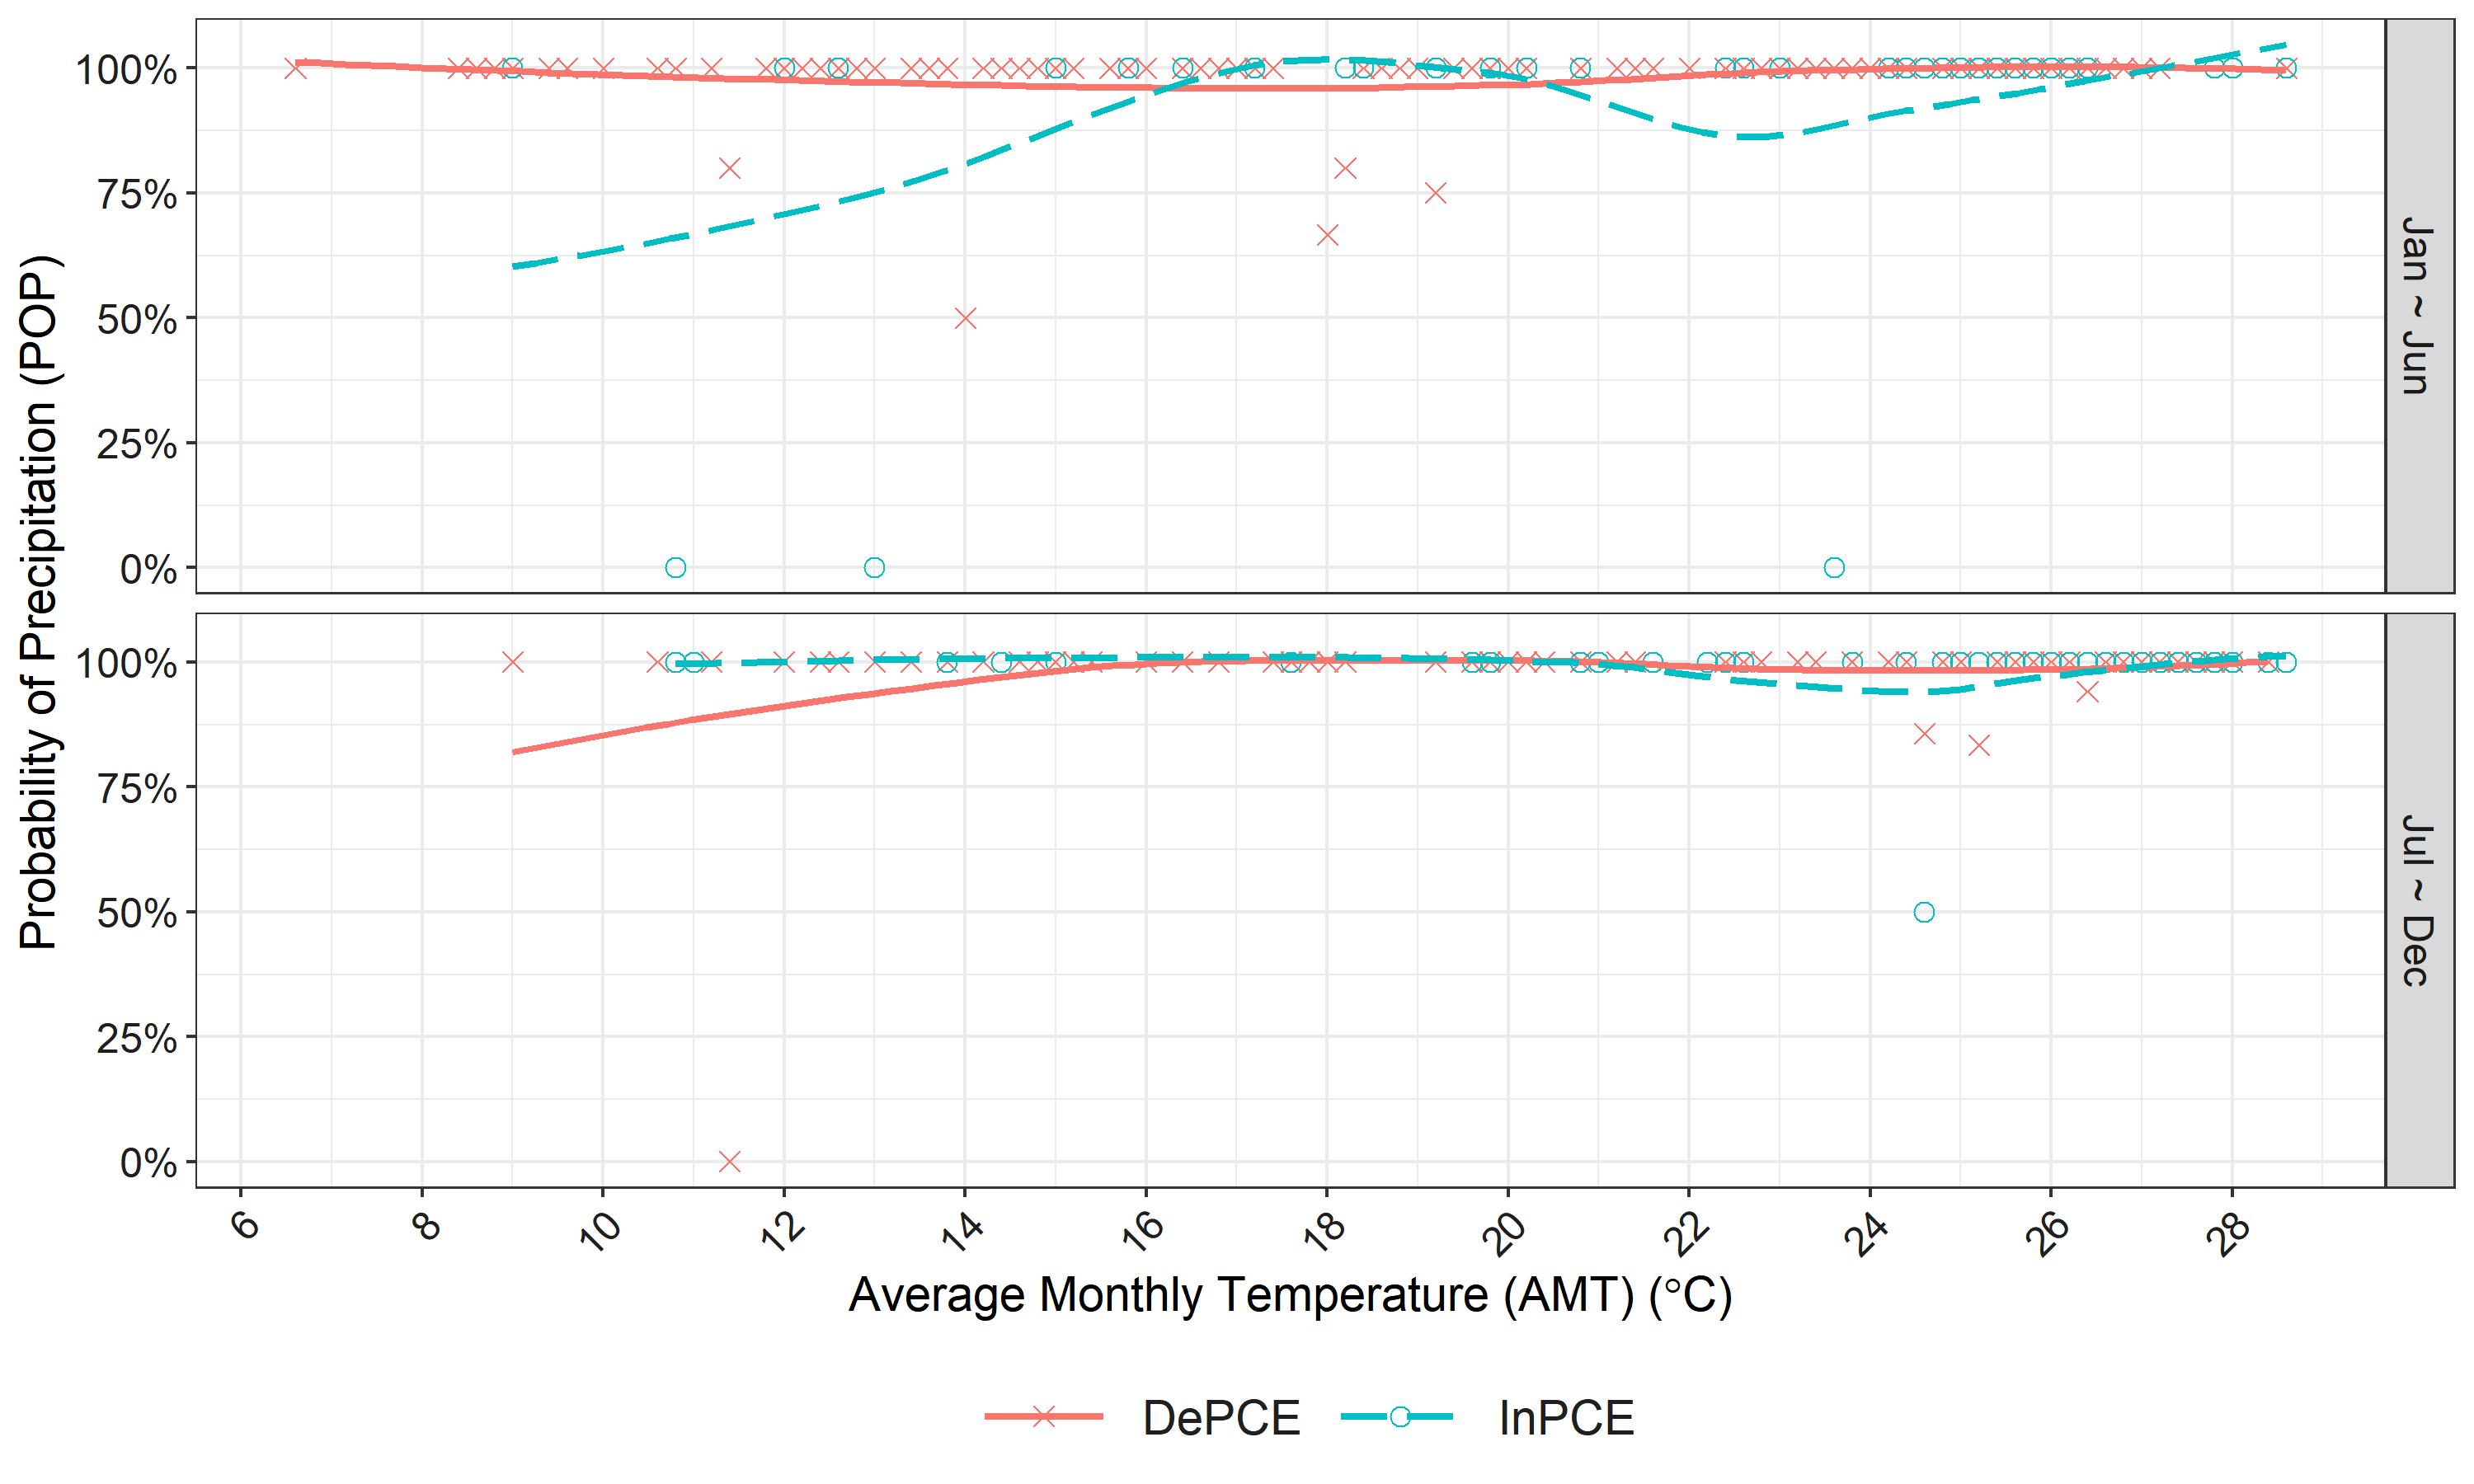 Probability of Precipitation (POP)
100%
75%
50%
25%
0%
Jan ~ Jun
100%
75%
50%
25%
0%
Jul ~ Dec
6 8 10 12 14 16 18 20 22 24 26 28
Average Monthly Temperature (AMT) (°C)
DePCE InPCE